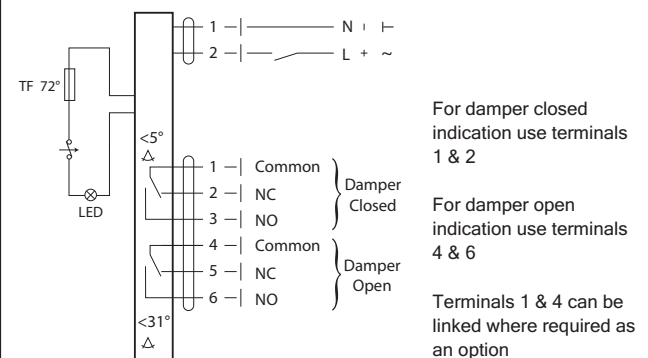 1 N
2 L + ~
TF 72°
LED
<5°
1 Common
2 NC
3 NO
Damper
Closed
4 Common
5 NC
6 NO
Damper
Open
<31°
For damper closed
indication use terminals
1 & 2
For damper open
indication use terminals
4 & 6
Terminals 1 & 4 can be
linked where required as
an option